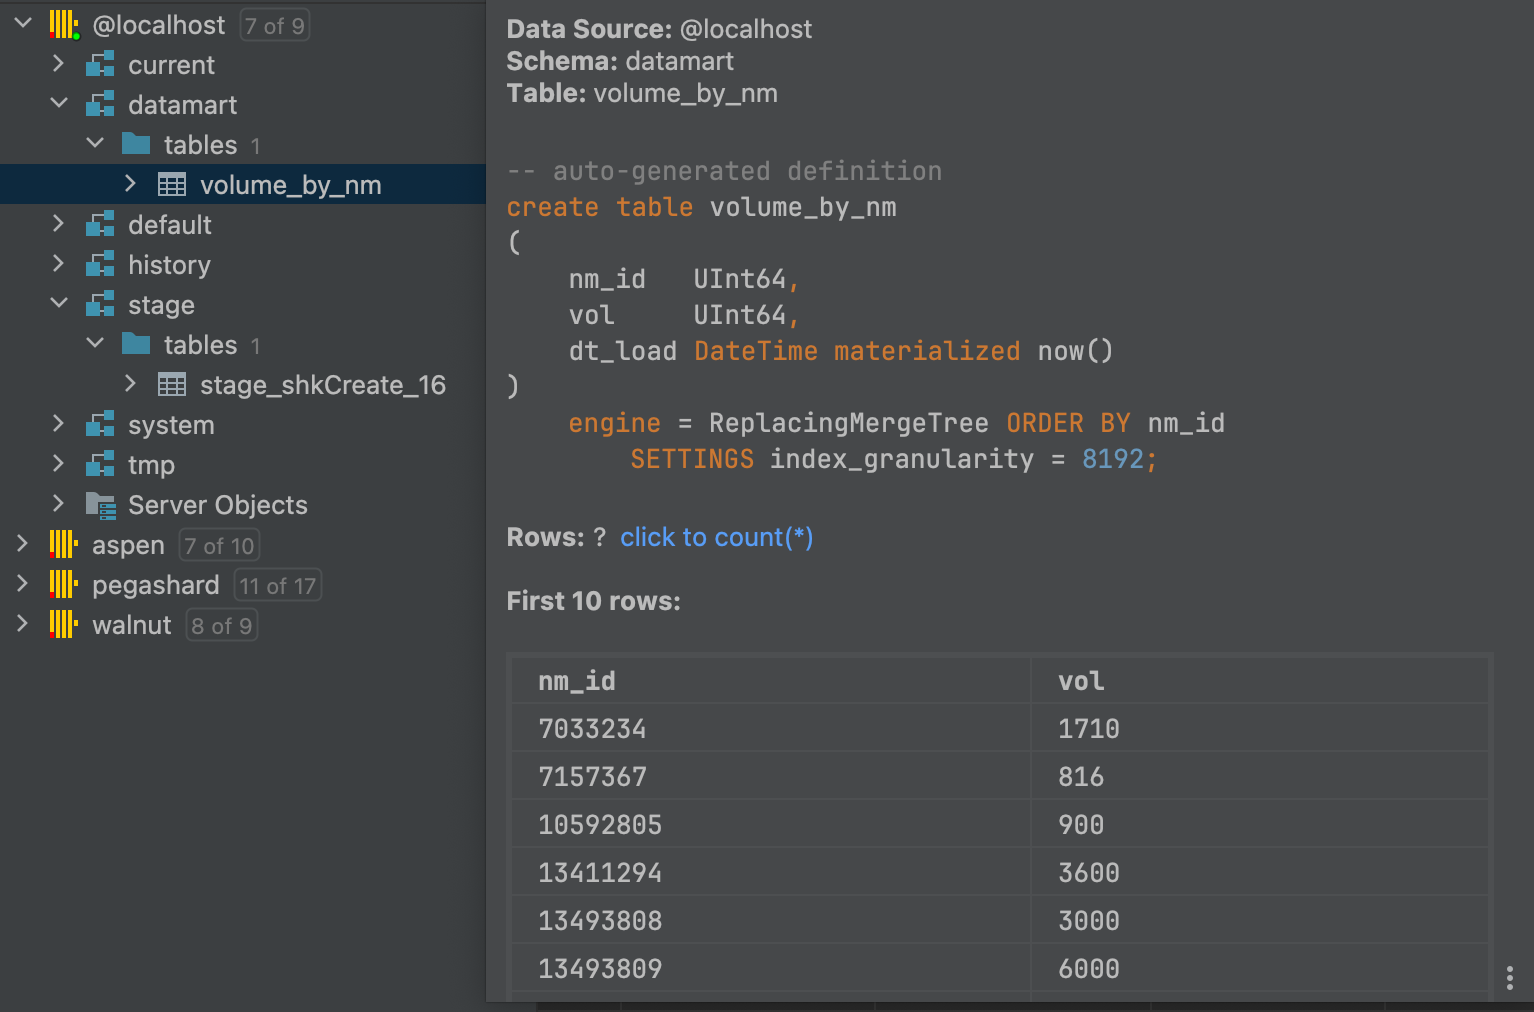 @localhost 7 of 9
current
datamart
tables 1
volume_by_nm
default
history
stage
tables 1
stage_shkCreate_16
system
tmp
Server Objects
aspen 7 of 10
pegashard 11 of 17
walnut 8 of 9
Data Source: @localhost
Schema: datamart
Table: volume_by_nm
-- auto-generated definition
create table volume_by_nm
(
    nm_id   UInt64,
    vol     UInt64,
    dt_load DateTime materialized now()
)
    engine = ReplacingMergeTree ORDER BY nm_id
        SETTINGS index_granularity = 8192;
Rows: ? click to count(*)
First 10 rows:
nm_id vol
7033234 1710
7157367 816
10592805 900
13411294 3600
13493808 3000
13493809 6000